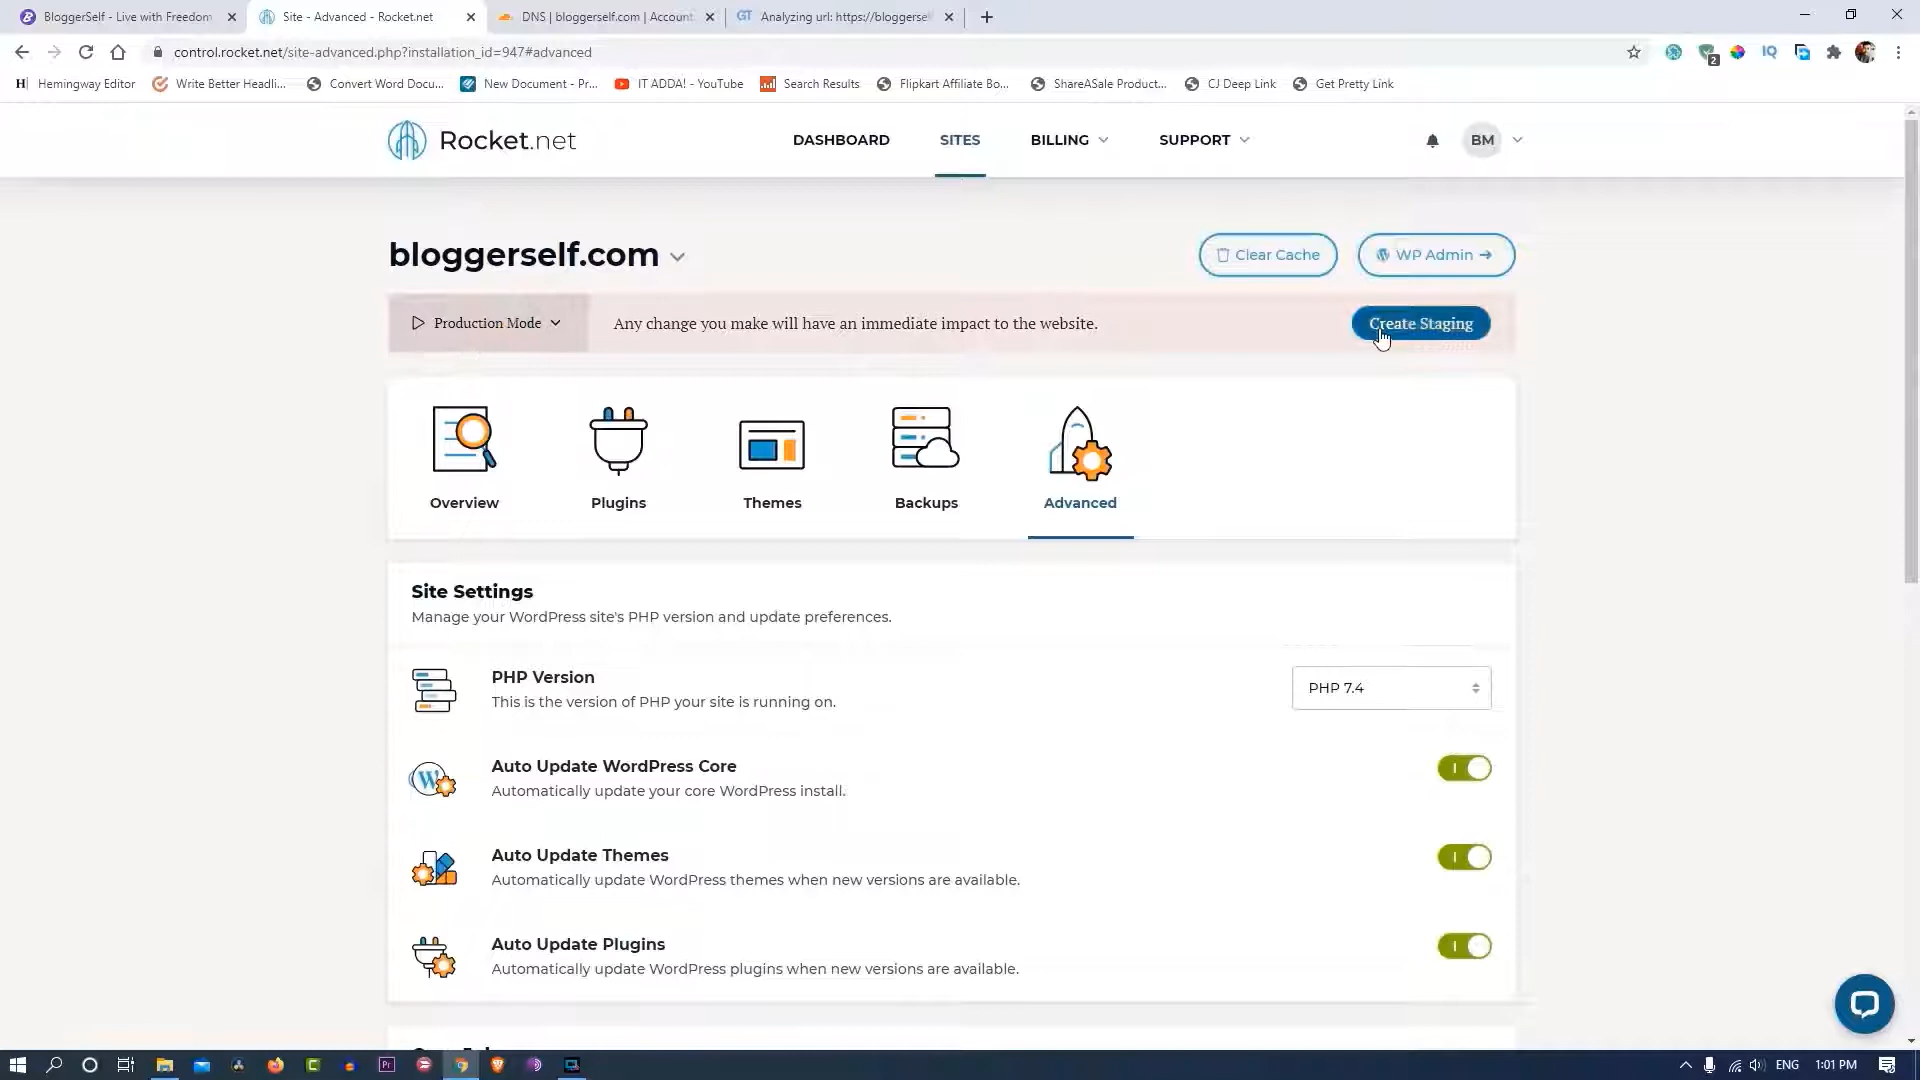 BloggerSelf - Live with Freedom
Site - Advanced - Rocket.net
DNS | bloggerself.com | Account
GT Analyzing url: https://bloggerself
control.rocket.net/site-advanced.php?installation_id=947#advanced
2
IQ
H Hemingway Editor
Write Better Headli...
Convert Word Docu...
New Document - Pr...
IT ADDA! - YouTube
Search Results
Flipkart Affiliate Bo...
ShareASale Product...
CJ Deep Link
Get Pretty Link
Rocket.net
DASHBOARD
SITES
BILLING
SUPPORT
BM
bloggerself.com
Clear Cache
WP Admin
Production Mode
Any change you make will have an immediate impact to the website.
Create Staging
Overview
Plugins
Themes
Backups
Advanced
Site Settings
Manage your WordPress site's PHP version and update preferences.
PHP Version
This is the version of PHP your site is running on.
PHP 7.4
Auto Update WordPress Core
Automatically update your core WordPress install.
Auto Update Themes
Automatically update WordPress themes when new versions are available.
Auto Update Plugins
Automatically update WordPress plugins when new versions are available.
Pr
ENG
1:01 PM